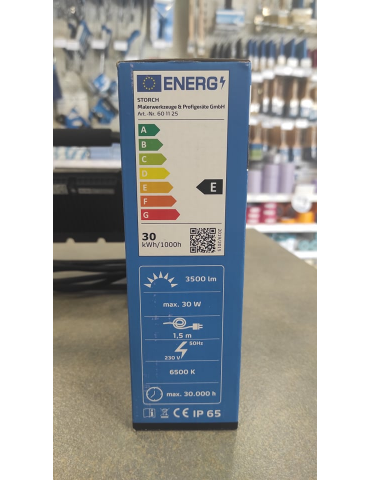 ENERG
STORCH
Malerwerkzeuge & Profigeräte GmbH
Art.-Nr. 60 11 25
A
B
C
D
E
F
G
E
30
kWh/1000h
3500 lm
max. 30 W
1,5 m
50Hz
230 V
6500 K
max. 30.000 h
CE IP 65